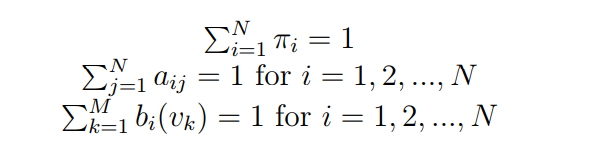 ∑_{i=1}^{N} π_i = 1
∑_{j=1}^{N} a_{ij} = 1 for i = 1, 2, ..., N
∑_{k=1}^{M} b_i(v_k) = 1 for i = 1, 2, ..., N